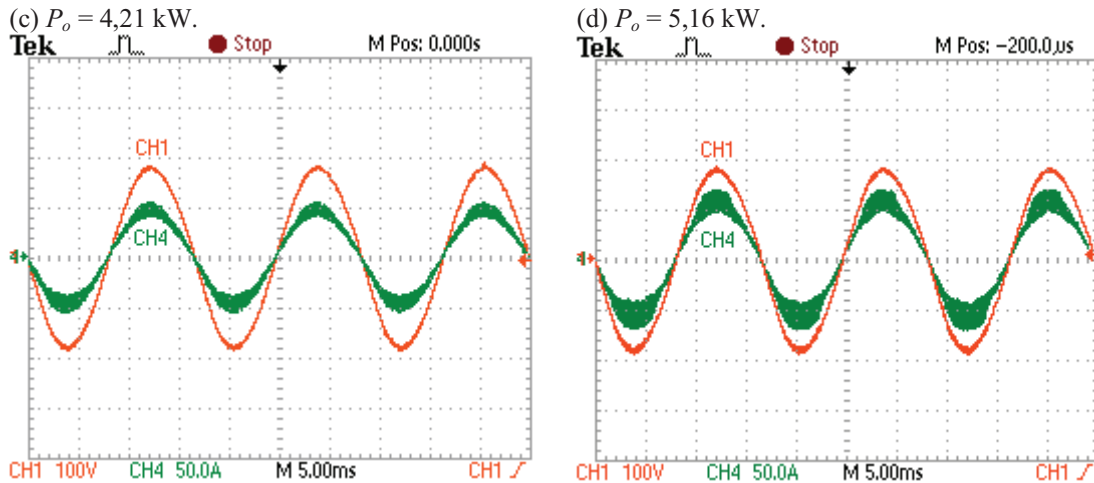 (c) Pₒ = 4,21 kW.
Tek Stop M Pos: 0.000s
CH1
CH4
CH1 100V CH4 50.0A M 5.00ms CH1
(d) Pₒ = 5,16 kW.
Tek Stop M Pos: -200.0us
CH1
CH4
CH1 100V CH4 50.0A M 5.00ms CH1